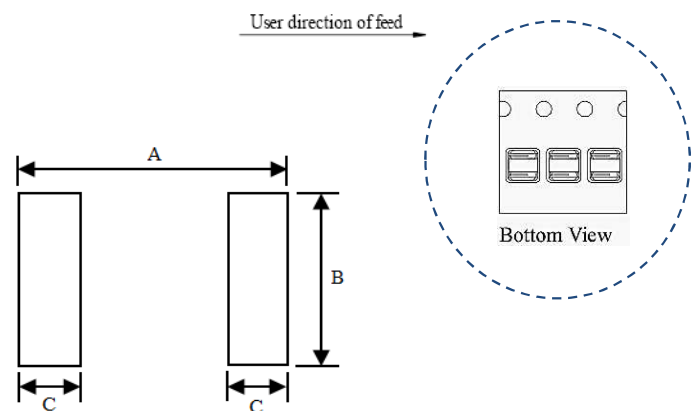 User direction of feed
A
B
Bottom View
C
C